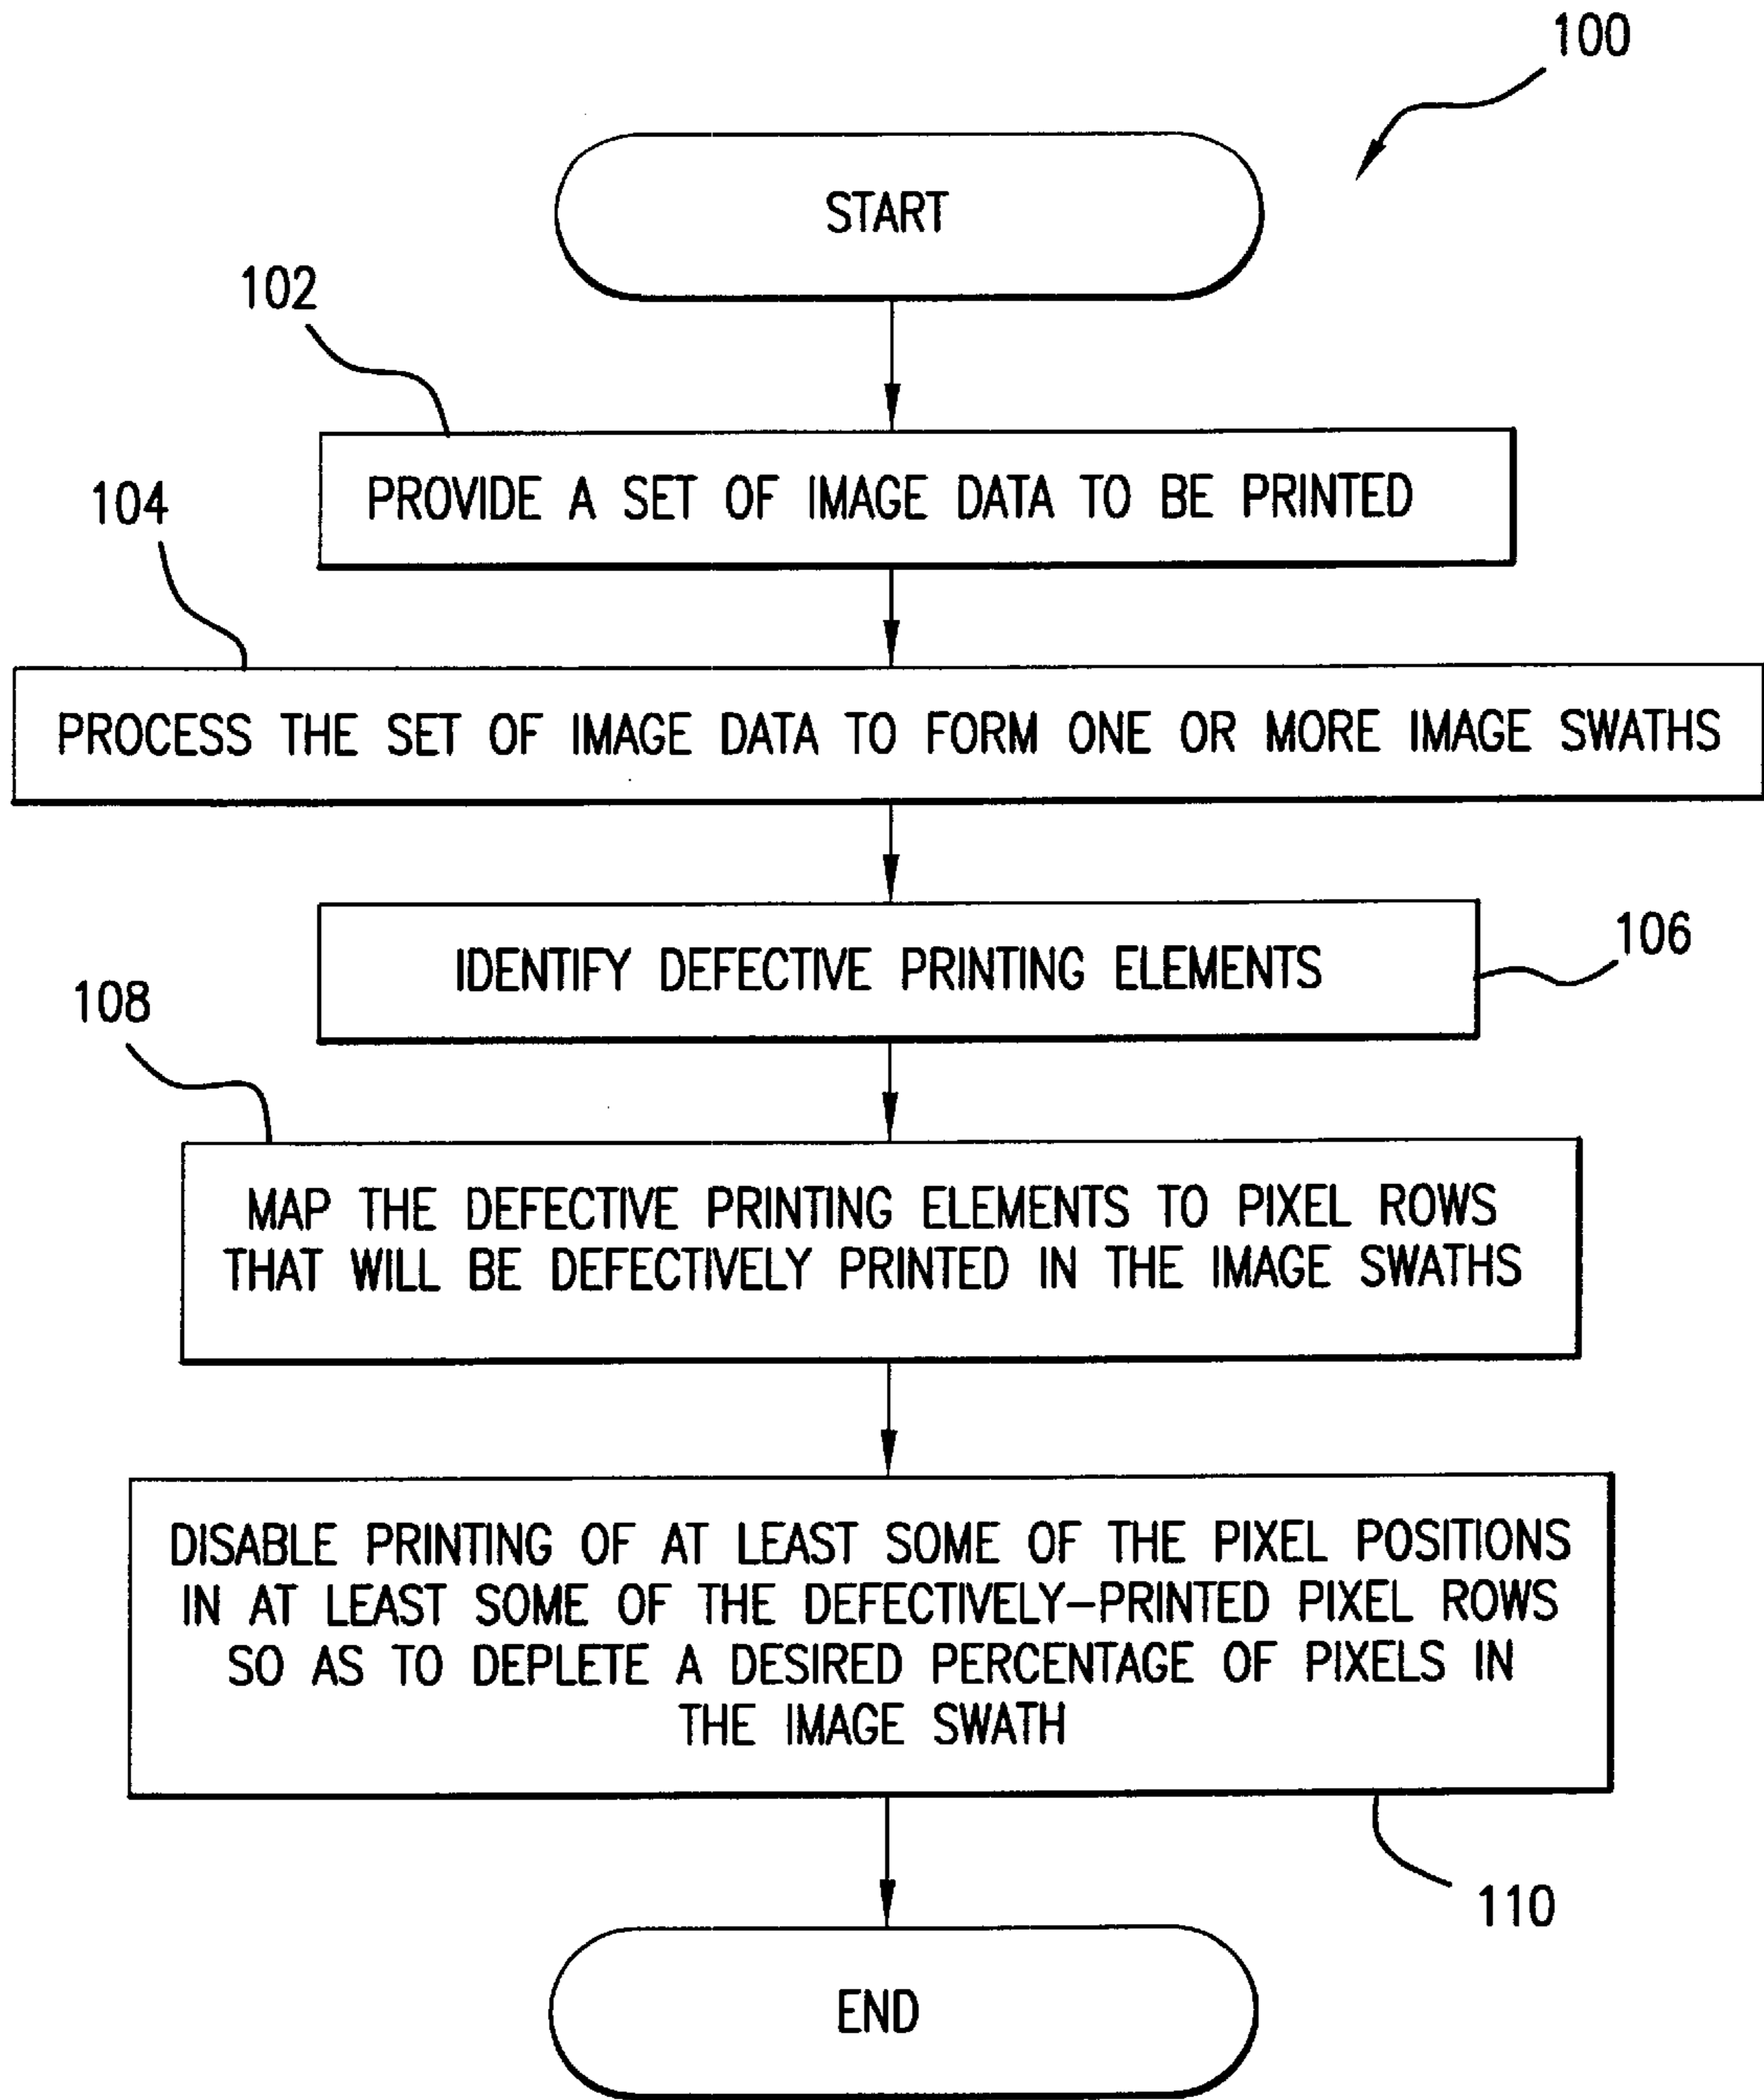 100
START
102
PROVIDE A SET OF IMAGE DATA TO BE PRINTED
104
PROCESS THE SET OF IMAGE DATA TO FORM ONE OR MORE IMAGE SWATHS
IDENTIFY DEFECTIVE PRINTING ELEMENTS
106
108
MAP THE DEFECTIVE PRINTING ELEMENTS TO PIXEL ROWS
THAT WILL BE DEFECTIVELY PRINTED IN THE IMAGE SWATHS
DISABLE PRINTING OF AT LEAST SOME OF THE PIXEL POSITIONS
IN AT LEAST SOME OF THE DEFECTIVELY-PRINTED PIXEL ROWS
SO AS TO DEPLETE A DESIRED PERCENTAGE OF PIXELS IN
THE IMAGE SWATH
110
END